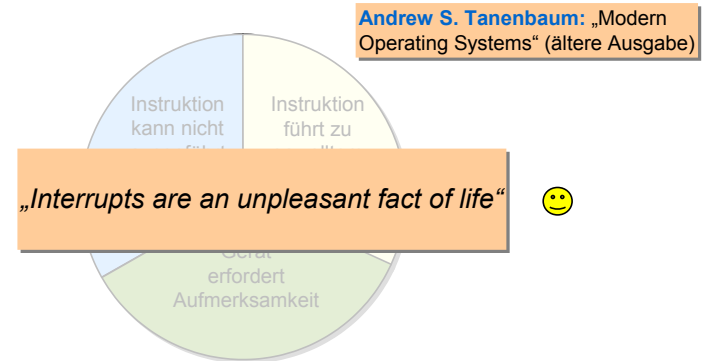 Andrew S. Tanenbaum: „Modern
Operating Systems“ (ältere Ausgabe)
Instruktion
kann nicht
Instruktion
führt zu
„Interrupts are an unpleasant fact of life“
Gerät
erfordert
Aufmerksamkeit